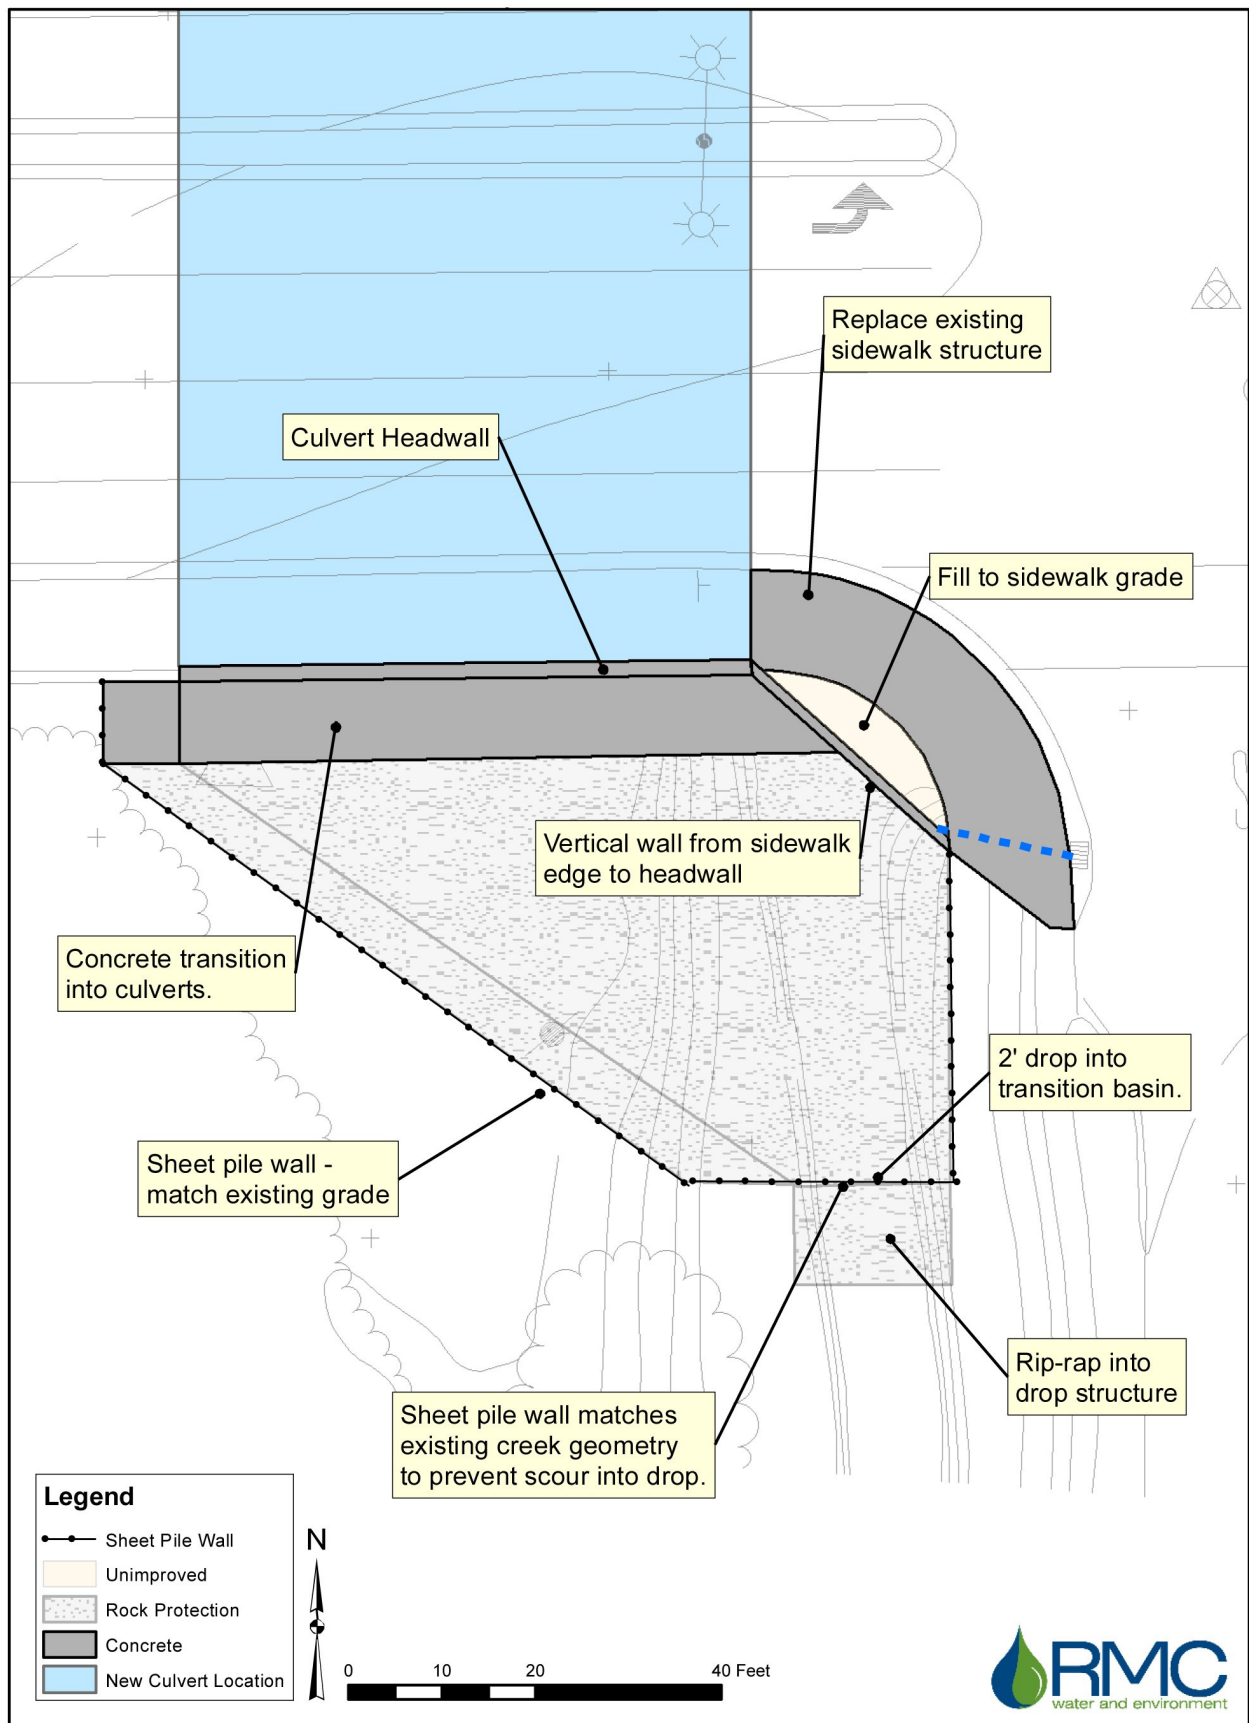 Replace existing
sidewalk structure
Culvert Headwall
Fill to sidewalk grade
Vertical wall from sidewalk
edge to headwall
Concrete transition
into culverts.
2' drop into
transition basin.
Sheet pile wall -
match existing grade
Rip-rap into
drop structure
Sheet pile wall matches
existing creek geometry
to prevent scour into drop.
Legend
Sheet Pile Wall
Unimproved
Rock Protection
Concrete
New Culvert Location
N
0 10 20 40 Feet
RMC
water and environment